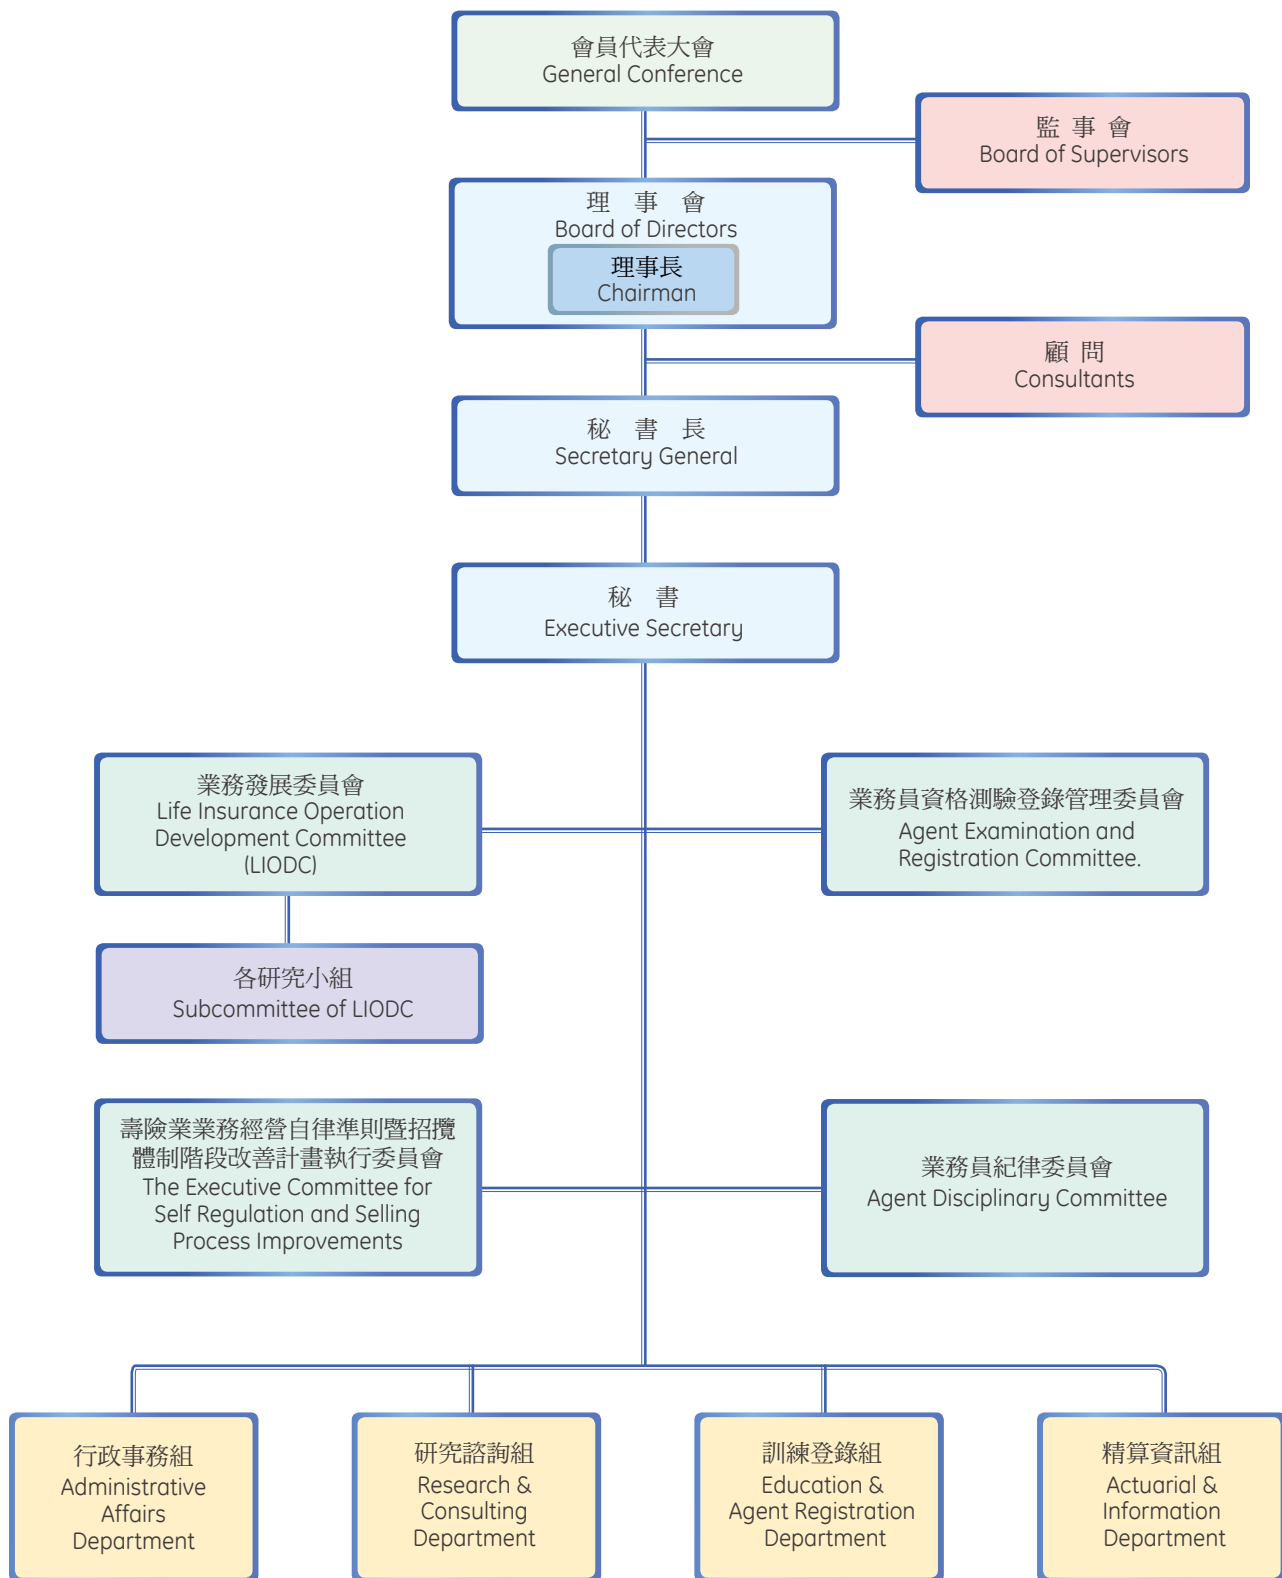 會員代表大會
General Conference
監 事 會
Board of Supervisors
理 事 會
Board of Directors
理事長
Chairman
顧 問
Consultants
秘 書 長
Secretary General
秘 書
Executive Secretary
業務發展委員會
Life Insurance Operation
Development Committee
(LIODC)
業務員資格測驗登錄管理委員會
Agent Examination and
Registration Committee.
各研究小組
Subcommittee of LIODC
壽險業業務經營自律準則暨招攬
體制階段改善計畫執行委員會
The Executive Committee for
Self Regulation and Selling
Process Improvements
業務員紀律委員會
Agent Disciplinary Committee
行政事務組
Administrative
Affairs
Department
研究諮詢組
Research &
Consulting
Department
訓練登錄組
Education &
Agent Registration
Department
精算資訊組
Actuarial &
Information
Department